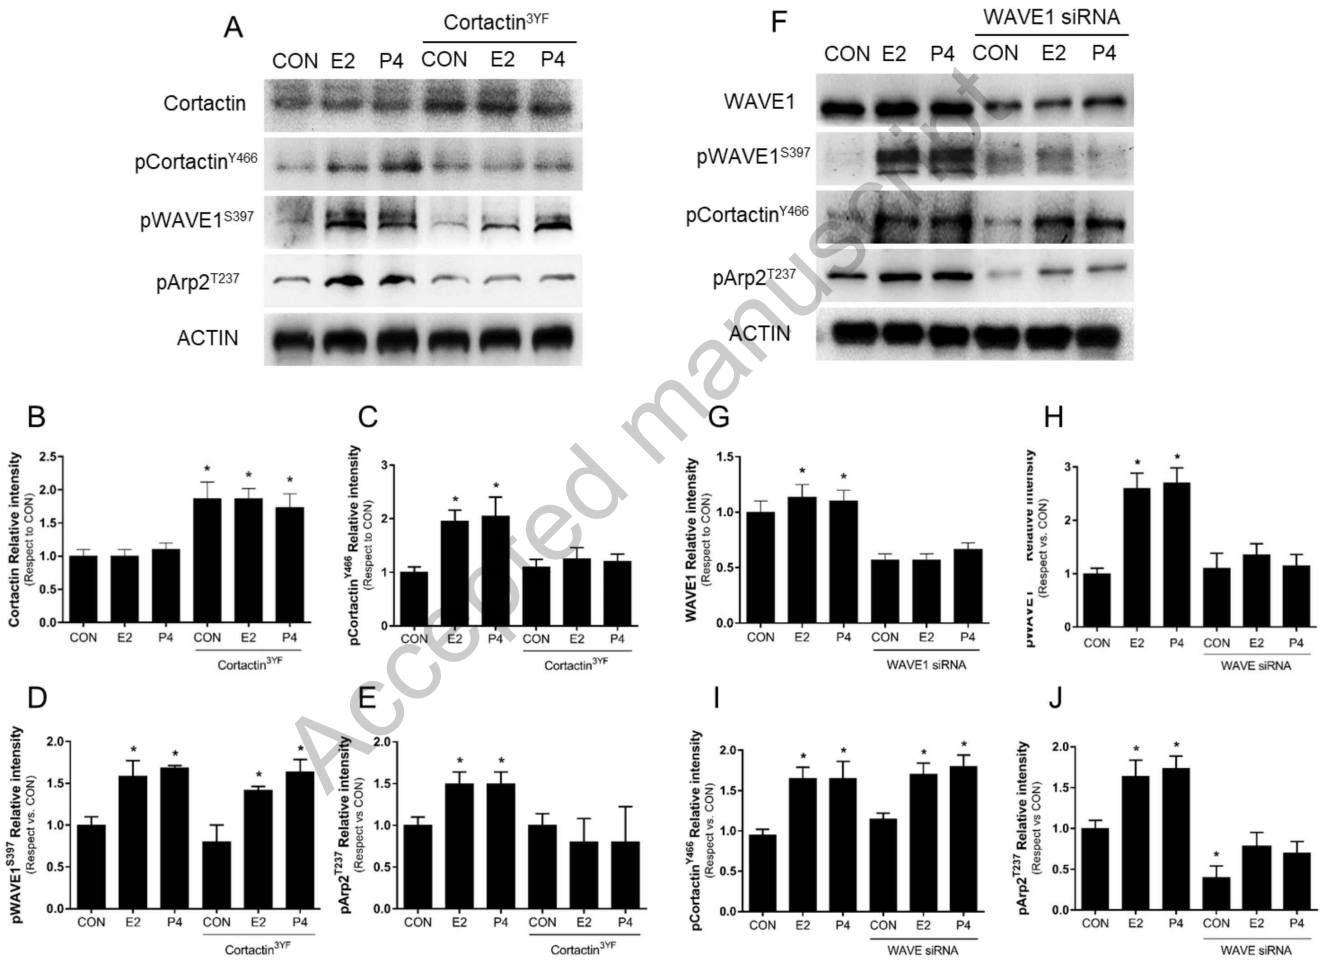 A
Cortactin3YF
CON E2 P4 CON E2 P4
Cortactin
pCortactinY466
pWAVE1S397
pArp2T237
ACTIN
F
WAVE1 siRNA
CON E2 P4 CON E2 P4
WAVE1
pWAVE1S397
pCortactinY466
pArp2T237
ACTIN
Accepted manuscript
B
Cortactin Relative intensity
(Respect to CON)
2.5
2.0
1.5
1.0
0.5
0.0
* * *
CON E2 P4 CON E2 P4
Cortactin3YF
C
pCortactinY466 Relative intensity
(Respect to CON)
3
2
1
0
* *
CON E2 P4 CON E2 P4
Cortactin3YF
G
WAVE1 Relative intensity
(Respect to CON)
1.5
1.0
0.5
0.0
* *
CON E2 P4 CON E2 P4
WAVE1 siRNA
H
Relative intensity
(Respect vs. CON)
3
2
1
0
* *
CON E2 P4 CON E2 P4
WAVE siRNA
D
pWAVE1S397 Relative intensity
(Respect vs. CON)
2.0
1.5
1.0
0.5
0.0
* * * *
CON E2 P4 CON E2 P4
Cortactin3YF
E
pArp2T237 Relative intensity
(Respect vs CON)
2.0
1.5
1.0
0.5
0.0
* *
CON E2 P4 CON E2 P4
Cortactin3YF
I
pCortactinY466 Relative intensity
(Respect vs. CON)
2.0
1.5
1.0
0.5
0.0
* * * *
CON E2 P4 CON E2 P4
WAVE siRNA
J
pArp2T237 Relative intensity
(Respect vs CON)
2.0
1.5
1.0
0.5
0.0
* * *
CON E2 P4 CON E2 P4
WAVE siRNA